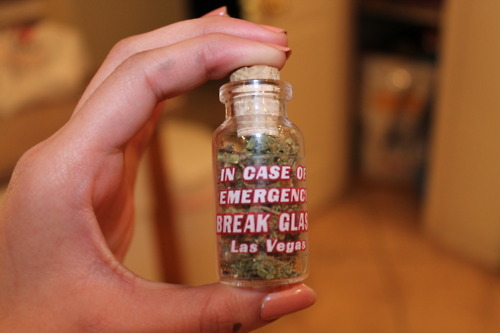 IN CASE OF
EMERGENC
BREAK GLAS
Las Vegas